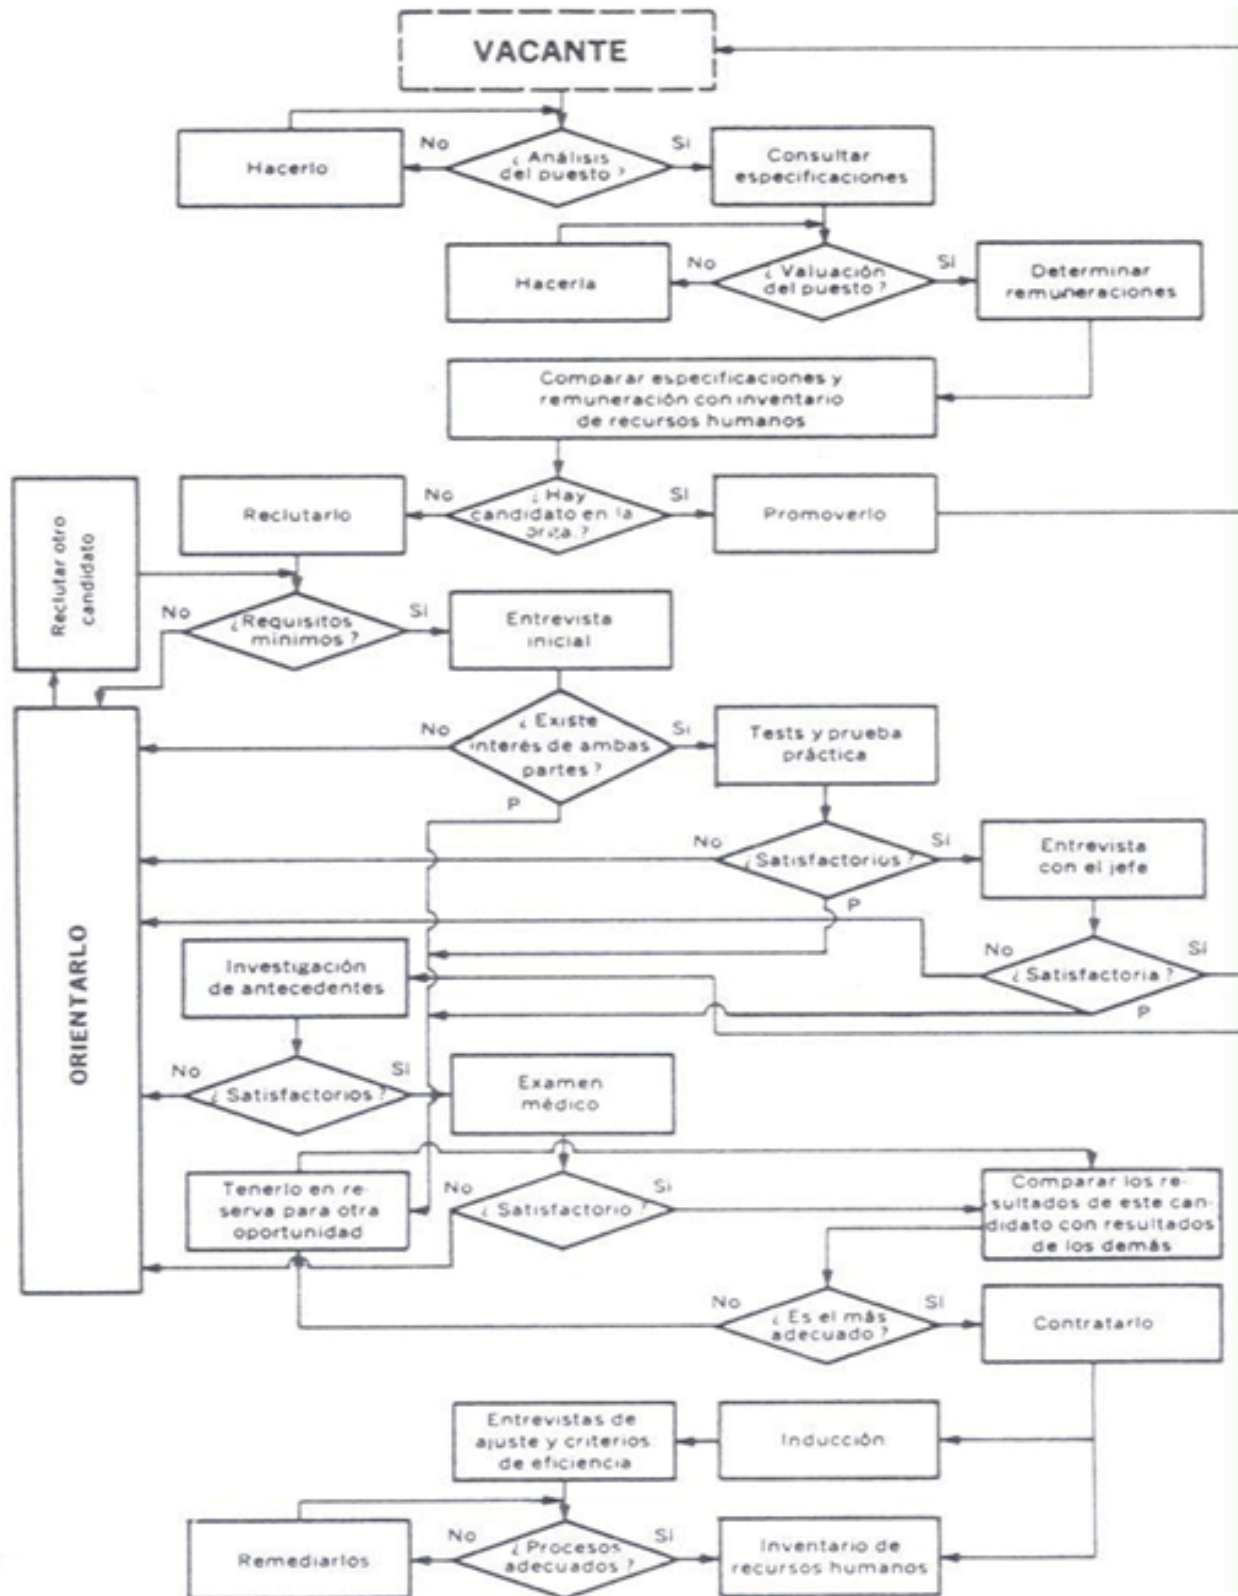 VACANTE
No
Sí
Hacerlo
¿Análisis
del puesto?
Consultar
especificaciones
No
Sí
Hacerla
¿Valuación
del puesto?
Determinar
remuneraciones
Comparar especificaciones y
remuneración con inventario
de recursos humanos
Reclutar otro
candidato
No
Sí
Reclutarlo
¿Hay
candidato en la
Promoverlo
No
Sí
¿Requisitos
mínimos?
Entrevista
inicial
No
Sí
¿Existe
interés de ambas
partes?
Tests y prueba
práctica
P
No
Sí
¿Satisfactorios?
Entrevista
con el jefe
P
ORIENTARLO
Investigación
de antecedentes
No
Sí
¿Satisfactoria?
P
No
Sí
¿Satisfactorios?
Examen
médico
Tenerlo en re-
serva para otra
oportunidad
No
Sí
¿Satisfactorio?
Comparar los re-
sultados de este can-
didato con resultados
de los demás
No
Sí
¿Es el más
adecuado?
Contratarlo
Entrevistas de
ajuste y criterios
de eficiencia
Inducción
No
Sí
Remediarlos
¿Procesos
adecuados?
Inventario de
recursos humanos